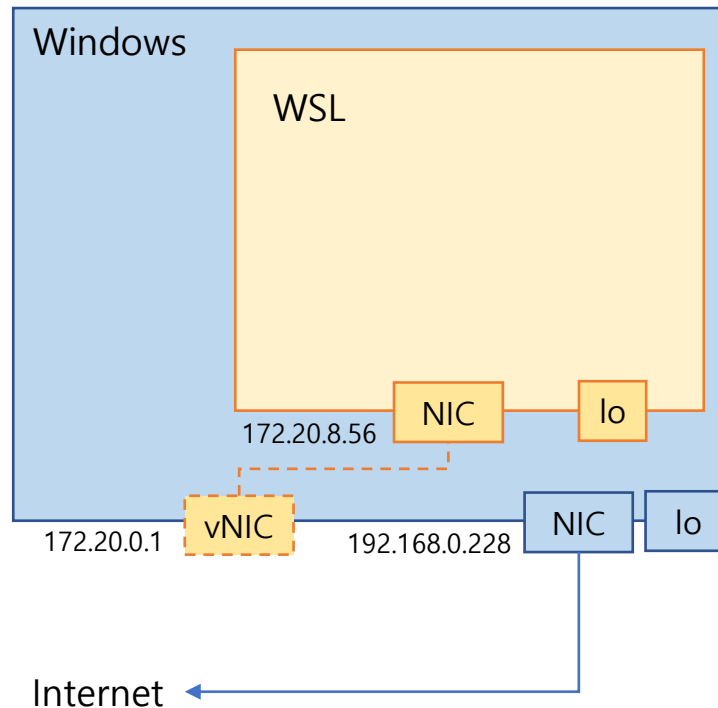 Windows
WSL
NIC
lo
172.20.8.56
vNIC
NIC
lo
172.20.0.1
192.168.0.228
Internet